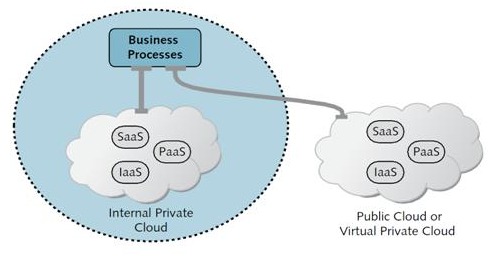 Business
Processes
SaaS
PaaS
IaaS
Internal Private
Cloud
SaaS
PaaS
IaaS
Public Cloud or
Virtual Private Cloud